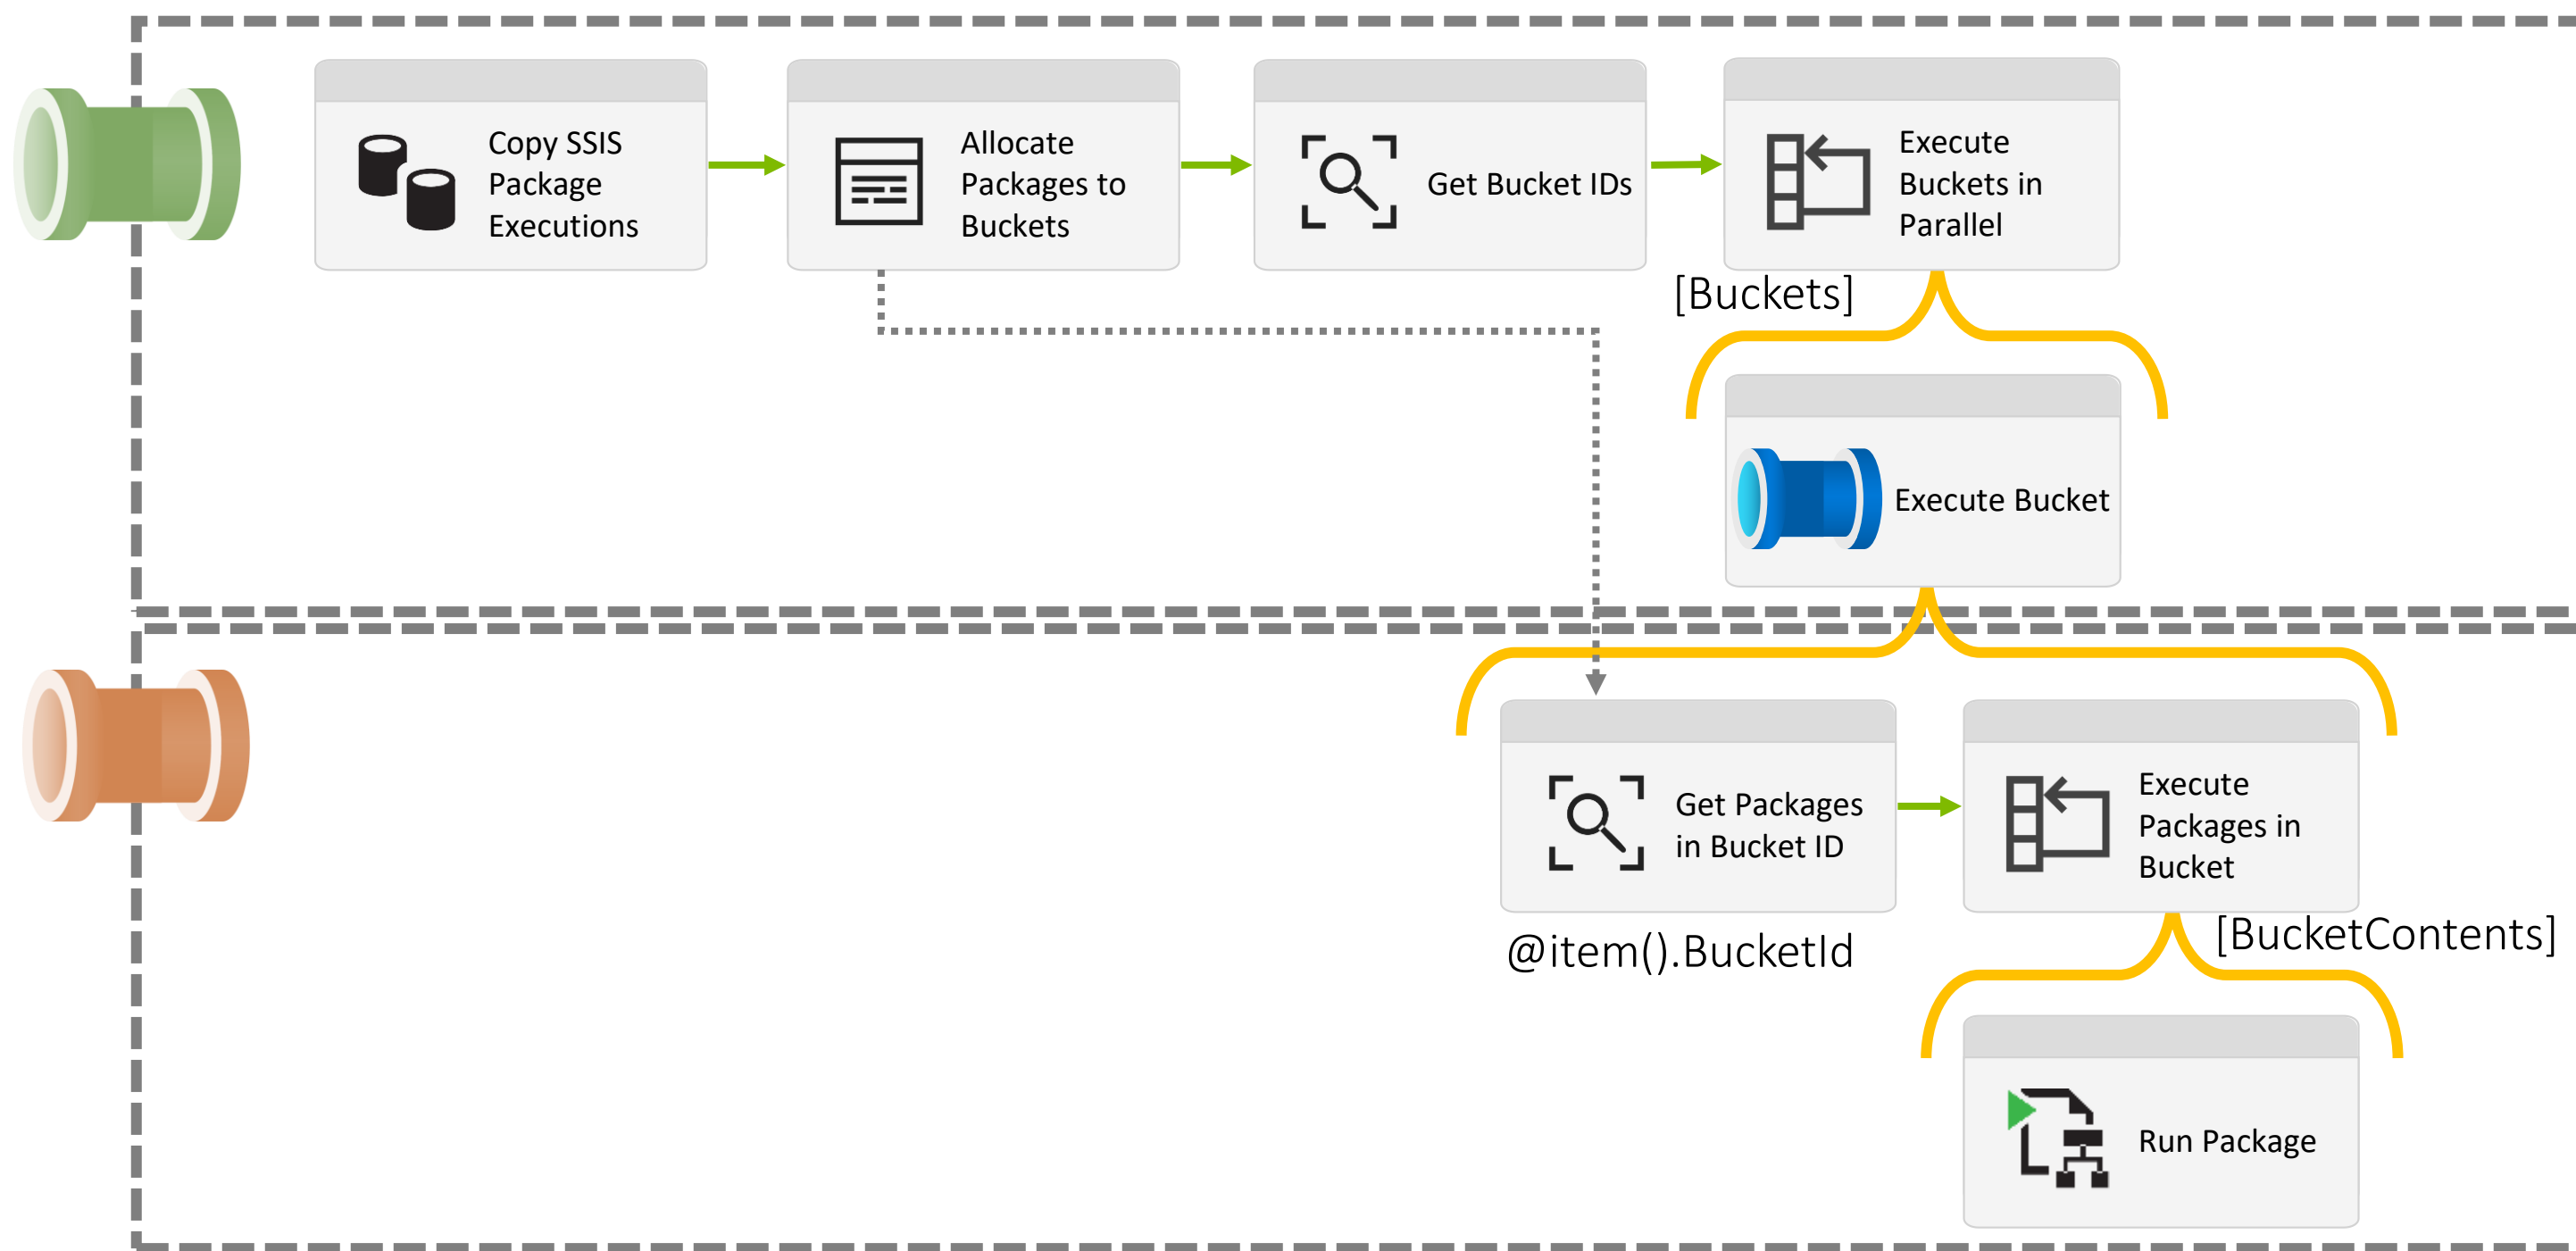 Copy SSIS
Package
Executions
Allocate
Packages to
Buckets
Get Bucket IDs
Execute
Buckets in
Parallel
[Buckets]
Execute Bucket
Get Packages
in Bucket ID
Execute
Packages in
Bucket
@item().BucketId
[BucketContents]
Run Package